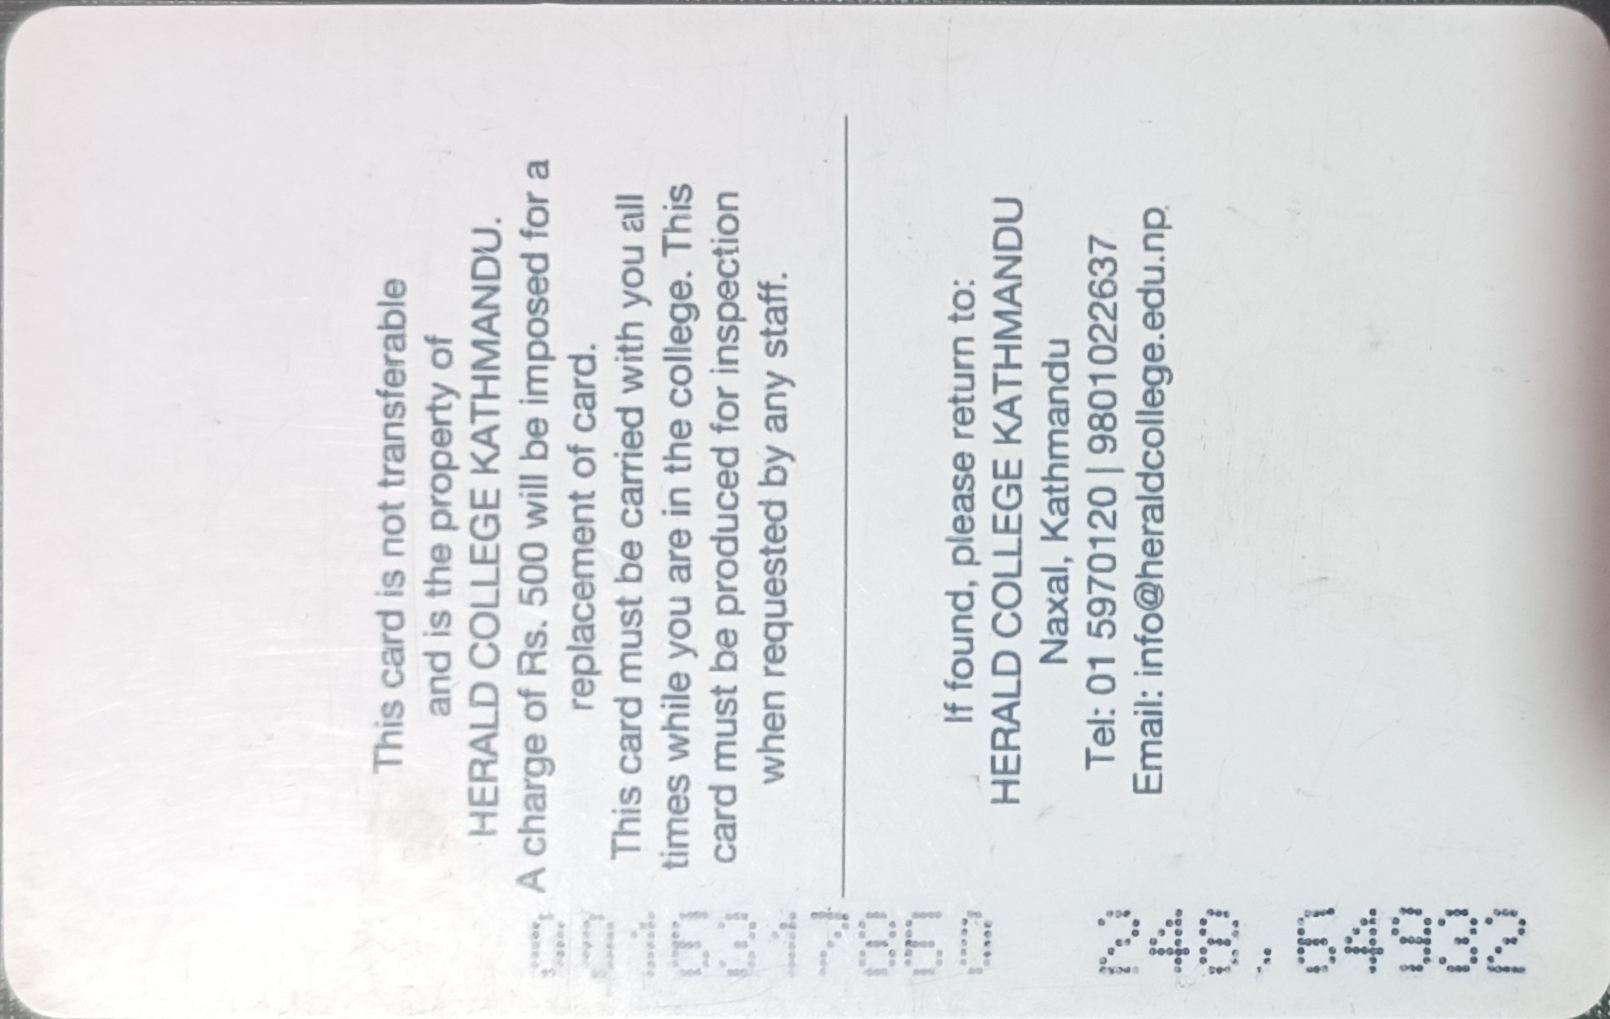 This card is not transferable
and is the property of
HERALD COLLEGE KATHMANDU.
A charge of Rs. 500 will be imposed for a
replacement of card.
This card must be carried with you all
times while you are in the college. This
card must be produced for inspection
when requested by any staff.
If found, please return to:
HERALD COLLEGE KATHMANDU
Naxal, Kathmandu
Tel: 01 5970120 | 9801022637
Email: info@heraldcollege.edu.np